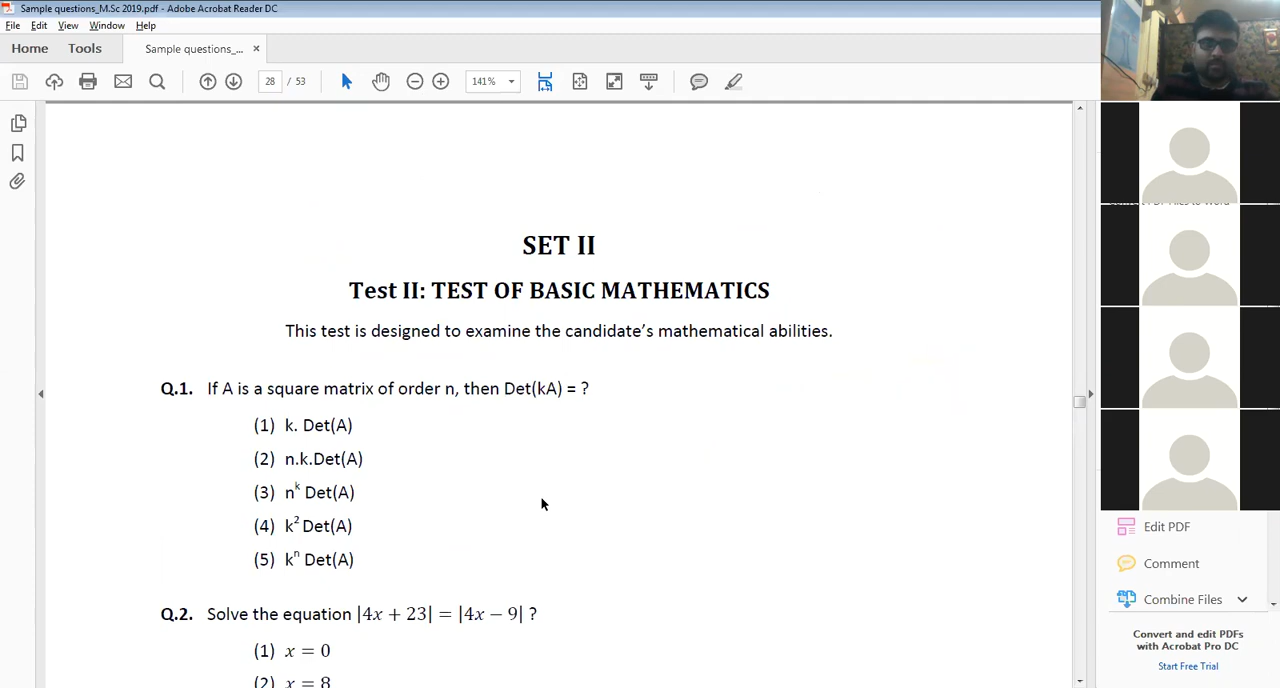 Sample questions_M.Sc 2019.pdf - Adobe Acrobat Reader DC
File Edit View Window Help
Home Tools Sample questions_... ×
28 / 53 141%
SET II
Test II: TEST OF BASIC MATHEMATICS
This test is designed to examine the candidate's mathematical abilities.
Q.1. If A is a square matrix of order n, then Det(kA) = ?
(1) k. Det(A)
(2) n.k.Det(A)
(3) n^k Det(A)
(4) k² Det(A)
(5) kⁿ Det(A)
Q.2. Solve the equation |4x + 23| = |4x − 9| ?
(1) x = 0
(2) x = 8
Edit PDF
Comment
Combine Files
Convert and edit PDFs
with Acrobat Pro DC
Start Free Trial